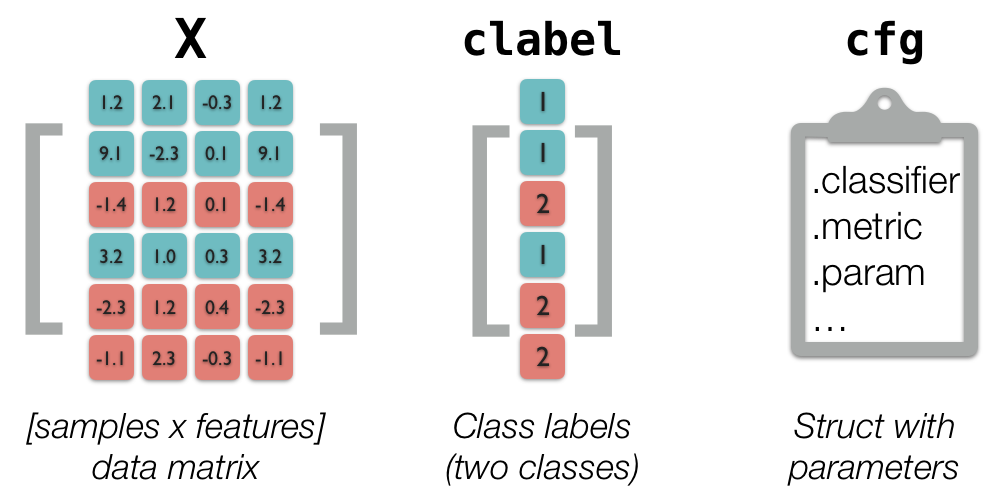 X
clabel
cfg
1.2 2.1 -0.3 1.2
9.1 -2.3 0.1 9.1
-1.4 1.2 0.1 -1.4
3.2 1.0 0.3 3.2
-2.3 1.2 0.4 -2.3
-1.1 2.3 -0.3 -1.1
1
1
2
1
2
2
.classifier
.metric
.param
...
[samples x features]
data matrix
Class labels
(two classes)
Struct with
parameters